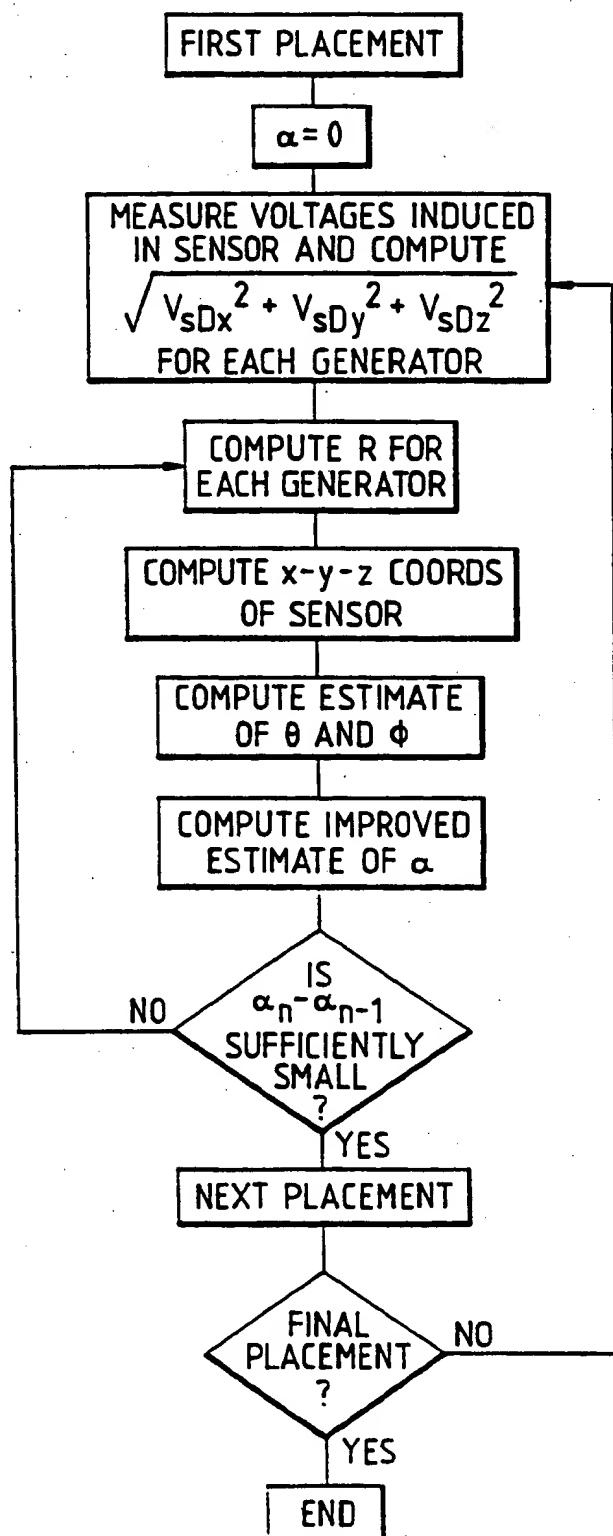 FIRST PLACEMENT
α = 0
MEASURE VOLTAGES INDUCED
IN SENSOR AND COMPUTE
√(VsDx² + VsDy² + VsDz²)
FOR EACH GENERATOR
COMPUTE R FOR
EACH GENERATOR
COMPUTE x-y-z COORDS
OF SENSOR
COMPUTE ESTIMATE
OF θ AND ϕ
COMPUTE IMPROVED
ESTIMATE OF α
IS
αn-αn-1
SUFFICIENTLY
SMALL
?
NO
YES
NEXT PLACEMENT
FINAL
PLACEMENT
?
NO
YES
END